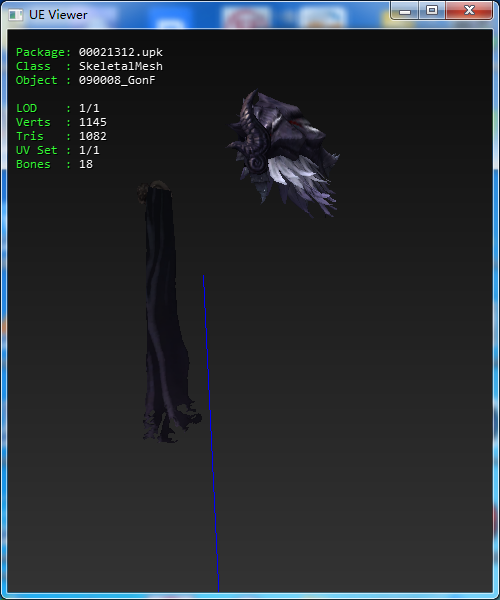 UE Viewer
Package: 00021312.upk
Class : SkeletalMesh
Object : 090008_GonF
LOD : 1/1
Verts : 1145
Tris : 1082
UV Set : 1/1
Bones : 18